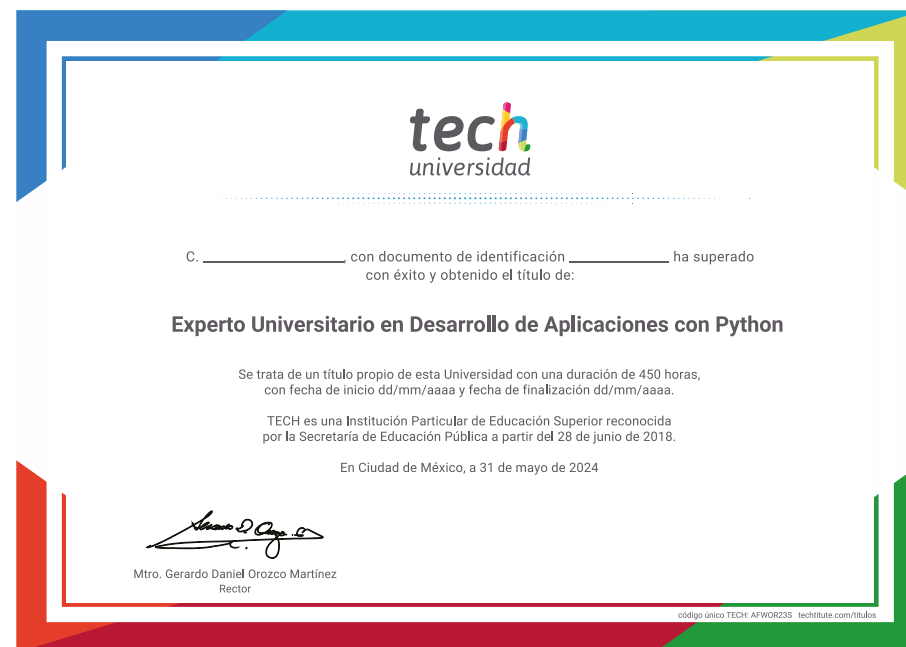 tech
universidad
C. ____________________, con documento de identificación ______________ ha superado
con éxito y obtenido el título de:
Experto Universitario en Desarrollo de Aplicaciones con Python
Se trata de un título propio de esta Universidad con una duración de 450 horas,
con fecha de inicio dd/mm/aaaa y fecha de finalización dd/mm/aaaa.
TECH es una Institución Particular de Educación Superior reconocida
por la Secretaría de Educación Pública a partir del 28 de junio de 2018.
En Ciudad de México, a 31 de mayo de 2024
Mtro. Gerardo Daniel Orozco Martínez
Rector
código único TECH: AFWOR23S techtitute.com/titulos